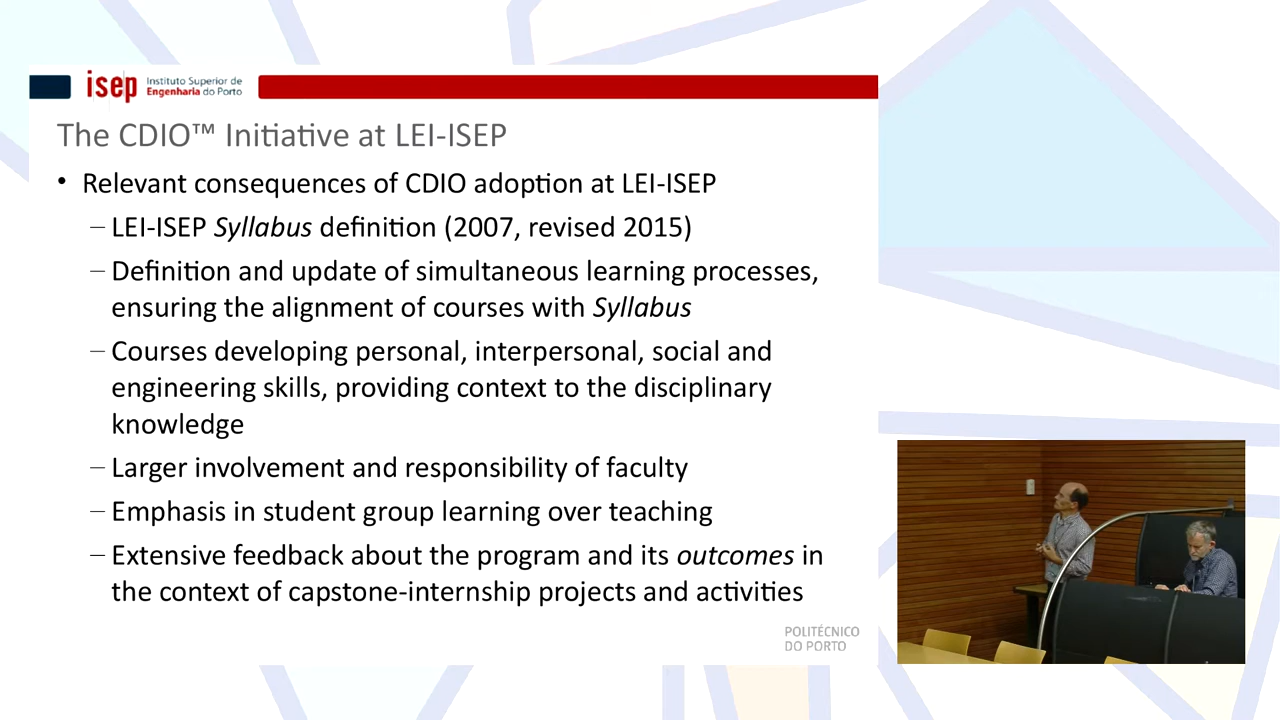 isep Instituto Superior de
Engenharia do Porto
The CDIO™ Initiative at LEI-ISEP
• Relevant consequences of CDIO adoption at LEI-ISEP
– LEI-ISEP Syllabus definition (2007, revised 2015)
– Definition and update of simultaneous learning processes,
ensuring the alignment of courses with Syllabus
– Courses developing personal, interpersonal, social and
engineering skills, providing context to the disciplinary
knowledge
– Larger involvement and responsibility of faculty
– Emphasis in student group learning over teaching
– Extensive feedback about the program and its outcomes in
the context of capstone-internship projects and activities
POLITÉCNICO
DO PORTO